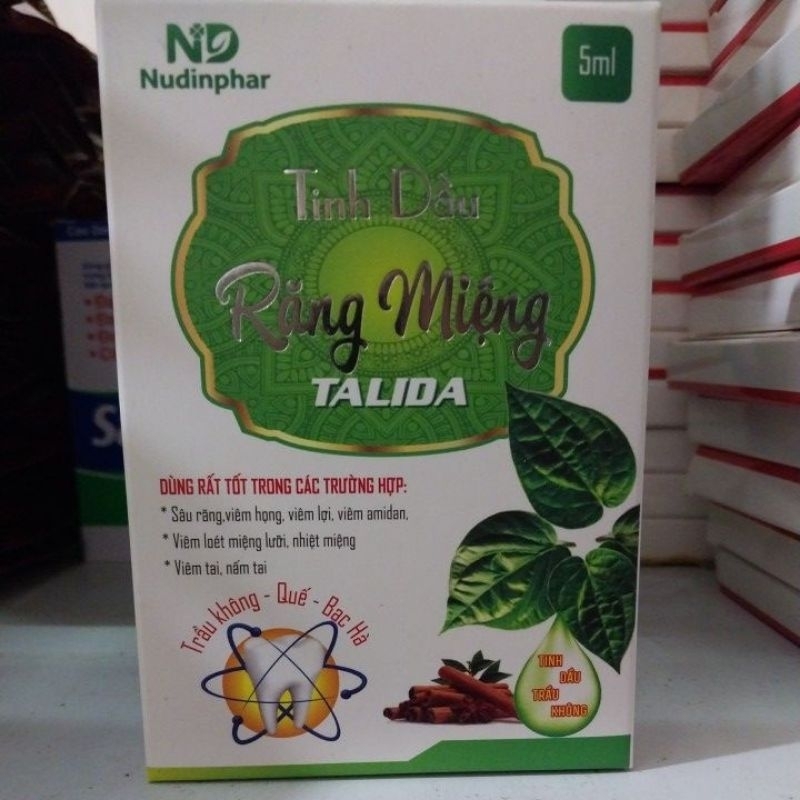 ND
Nudinphar
5ml
Tinh Dầu
Răng Miệng
TALIDA
DÙNG RẤT TỐT TRONG CÁC TRƯỜNG HỢP:
* Sâu răng,viêm họng, viêm lợi, viêm amidan,
* Viêm loét miệng lưỡi, nhiệt miệng
* Viêm tai, nấm tai
Trầu không - Quế - Bạc Hà
TINH
DẦU
TRẦU
KHÔNG